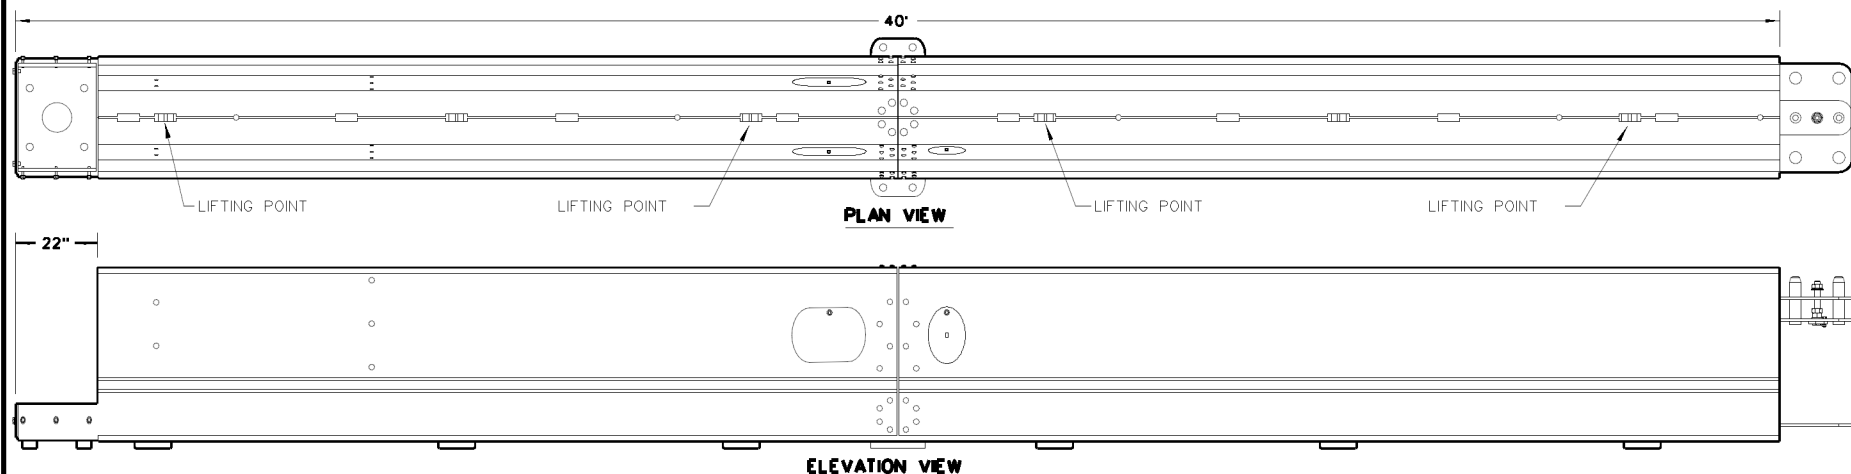 40'
LIFTING POINT
LIFTING POINT
LIFTING POINT
LIFTING POINT
PLAN VIEW
22"
ELEVATION VIEW